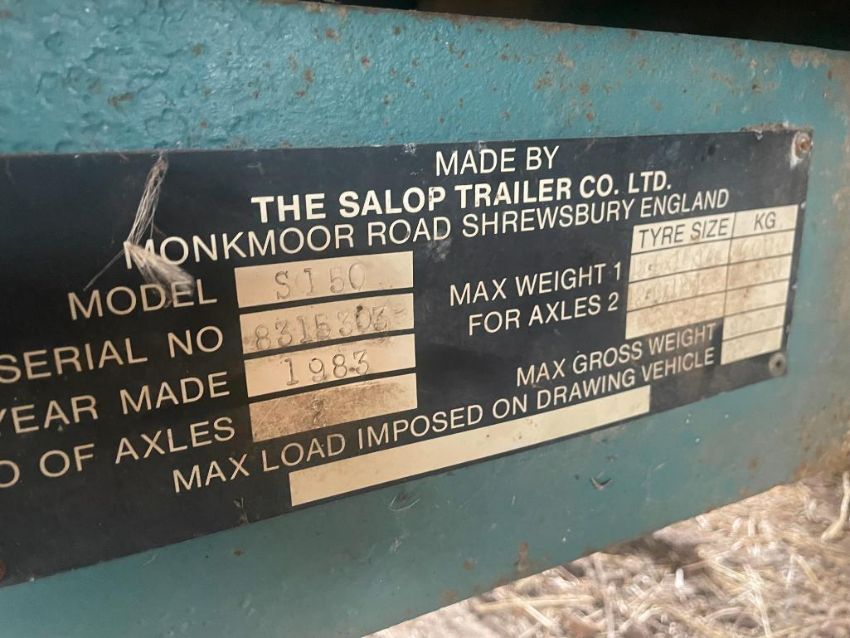 MADE BY
THE SALOP TRAILER CO. LTD.
MONKMOOR ROAD SHREWSBURY ENGLAND
MODEL S150
SERIAL NO
YEAR MADE 1983
O OF AXLES 2
TYRE SIZE KG
MAX WEIGHT 1
FOR AXLES 2
MAX GROSS WEIGHT
MAX LOAD IMPOSED ON DRAWING VEHICLE